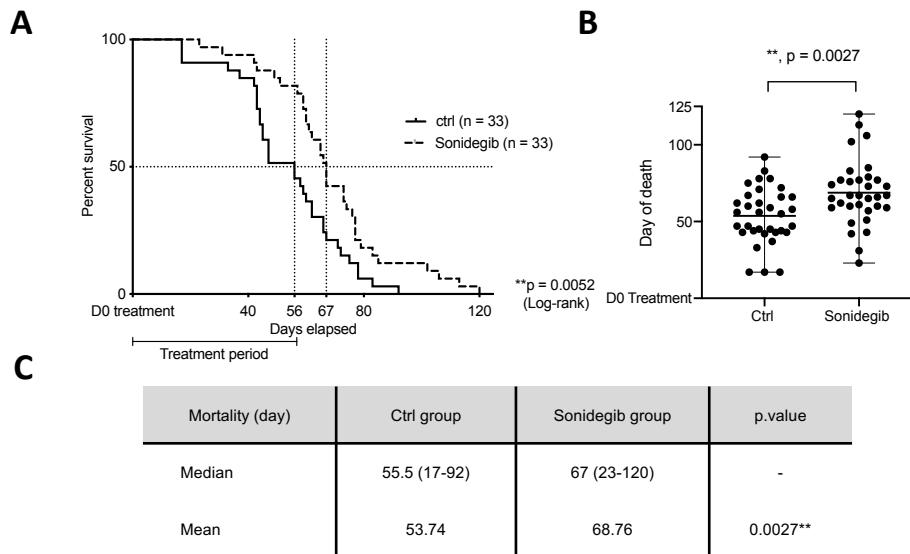 A
100
50
0
Percent survival
ctrl (n = 33)
Sonidegib (n = 33)
**p = 0.0052
(Log-rank)
D0 treatment
40
56
67
80
120
Days elapsed
Treatment period
B
**, p = 0.0027
125
100
50
Day of death
D0 Treatment
Ctrl
Sonidegib
C
Mortality (day) Ctrl group Sonidegib group p.value
Median 55.5 (17-92) 67 (23-120) -
Mean 53.74 68.76 0.0027**